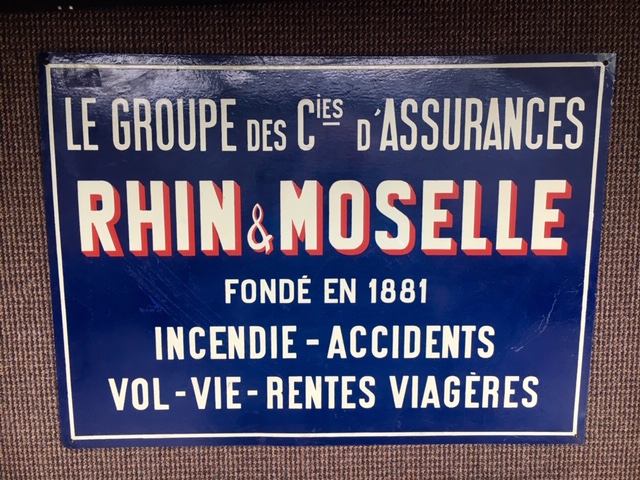 LE GROUPE DES Cies D'ASSURANCES
RHIN & MOSELLE
FONDÉ EN 1881
INCENDIE - ACCIDENTS
VOL - VIE - RENTES VIAGÈRES